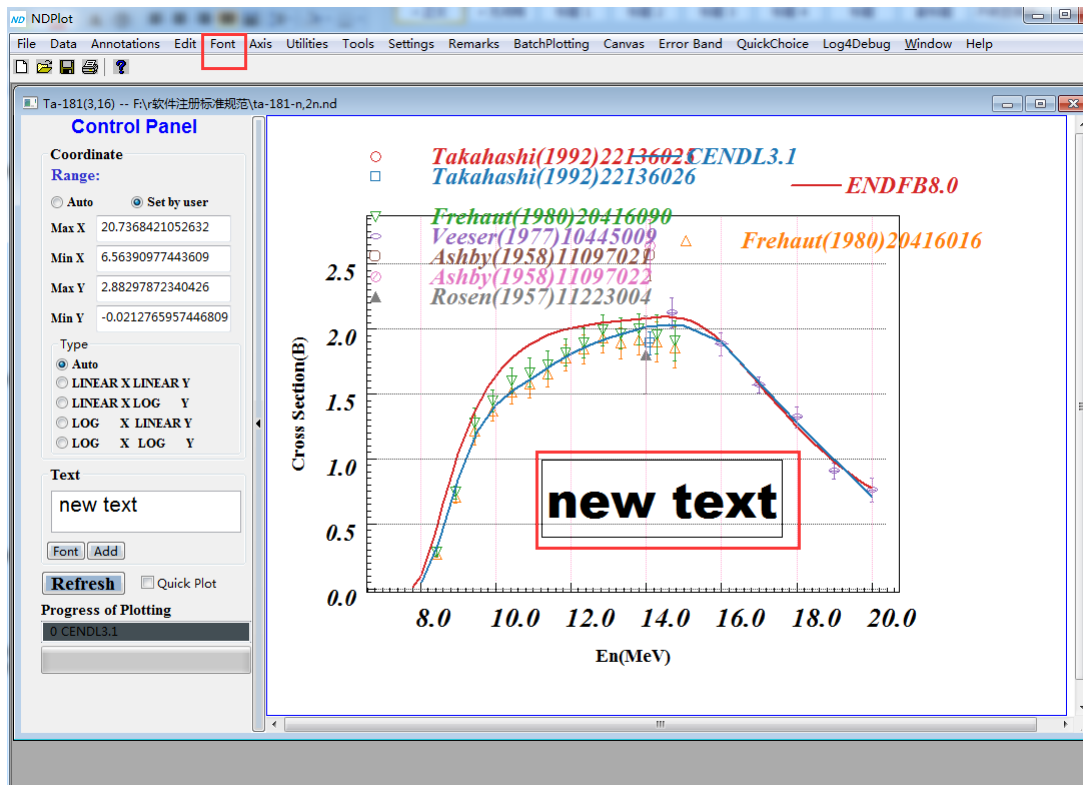 NDPlot
File Data Annotations Edit Font Axis Utilities Tools Settings Remarks BatchPlotting Canvas Error Band QuickChoice Log4Debug Window Help
Ta-181(3,16) -- F:\r软件注册标准规范\ta-181-n,2n.nd
Control Panel
Coordinate
Range:
Auto Set by user
Max X 20.7368421052632
Min X 6.56390977443609
Max Y 2.88297872340426
Min Y -0.0212765957446809
Type
Auto
LINEAR X LINEAR Y
LINEAR X LOG Y
LOG X LINEAR Y
LOG X LOG Y
Text
new text
Font Add
Refresh Quick Plot
Progress of Plotting
0 CENDL3.1
Takahashi(1992)22136025 CENDL3.1
Takahashi(1992)22136026
ENDFB8.0
Frehaut(1980)20416090
Veeser(1977)10445009
Frehaut(1980)20416016
Ashby(1958)11097021
Ashby(1958)11097022
Rosen(1957)11223004
2.5
2.0
1.5
1.0
0.5
0.0
Cross Section(B)
new text
8.0 10.0 12.0 14.0 16.0 18.0 20.0
En(MeV)